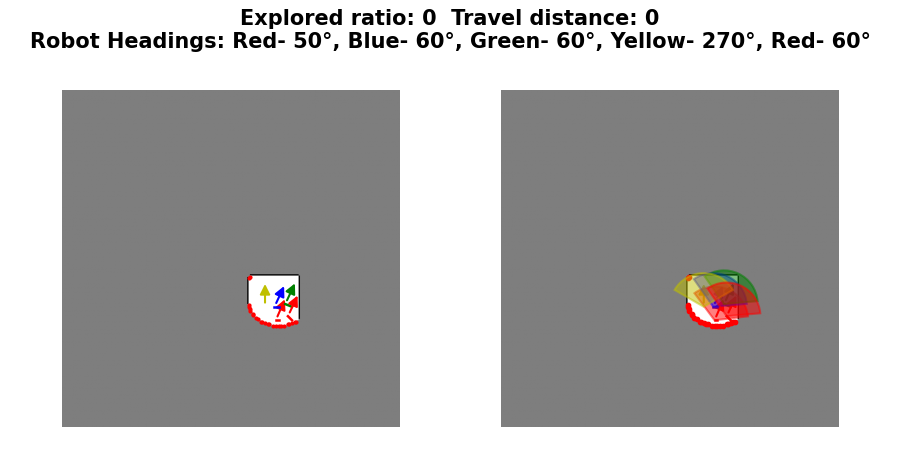 Explored ratio: 0  Travel distance: 0
Robot Headings: Red- 50°, Blue- 60°, Green- 60°, Yellow- 270°, Red- 60°